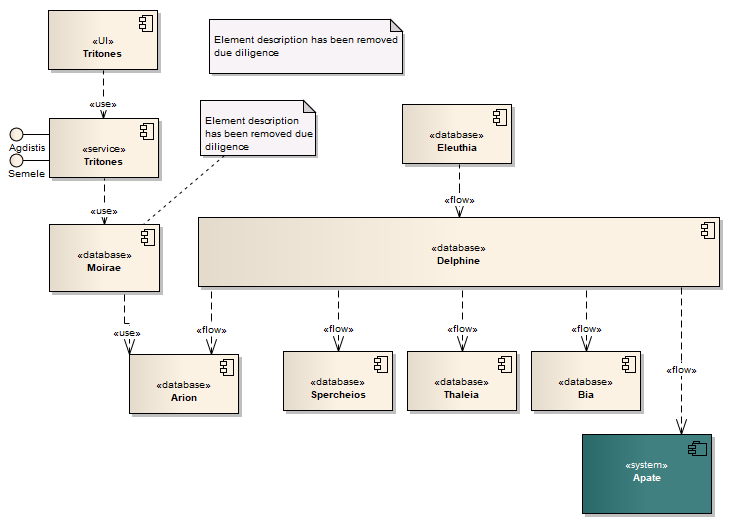 «UI»
Tritones
Element description has been removed
due diligence
«use»
Element description
has been removed due
diligence
«service»
Tritones
Agdistis
Semele
«database»
Eleuthia
«use»
«flow»
«database»
Moirae
«database»
Delphine
«use»
«flow»
«flow»
«flow»
«flow»
«flow»
«database»
Arion
«database»
Spercheios
«database»
Thaleia
«database»
Bia
«system»
Apate